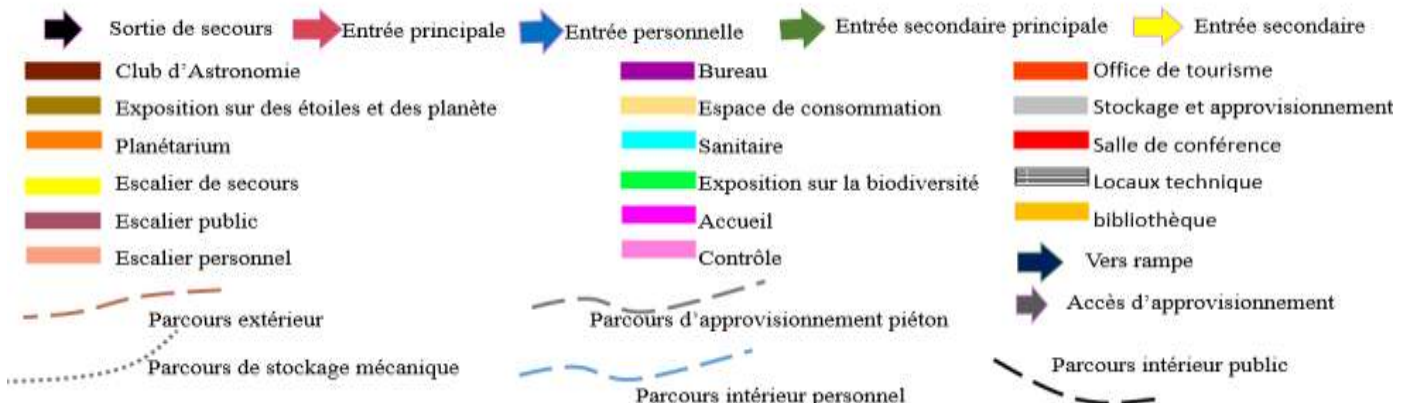 Sortie de secours Entrée principale Entrée personnelle Entrée secondaire principale Entrée secondaire
Club d'Astronomie Bureau Office de tourisme
Exposition sur des étoiles et des planète Espace de consommation Stockage et approvisionnement
Planétarium Sanitaire Salle de conférence
Escalier de secours Exposition sur la biodiversité Locaux technique
Escalier public Accueil bibliothèque
Escalier personnel Contrôle Vers rampe
Accès d'approvisionnement
Parcours extérieur Parcours d'approvisionnement piéton
Parcours de stockage mécanique Parcours intérieur public
Parcours intérieur personnel